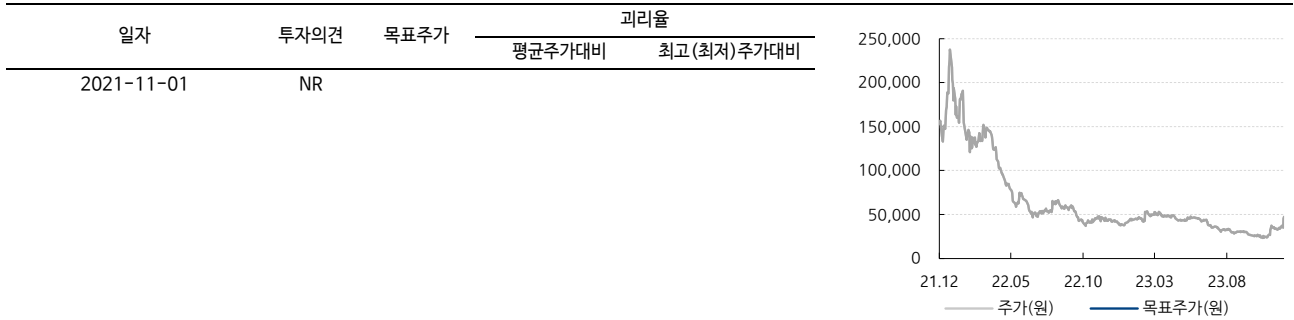 일자 투자의견 목표주가 괴리율
평균주가대비 최고(최저)주가대비
2021-11-01 NR
250,000
200,000
150,000
100,000
50,000
0
21.12 22.05 22.10 23.03 23.08
주가(원) 목표주가(원)